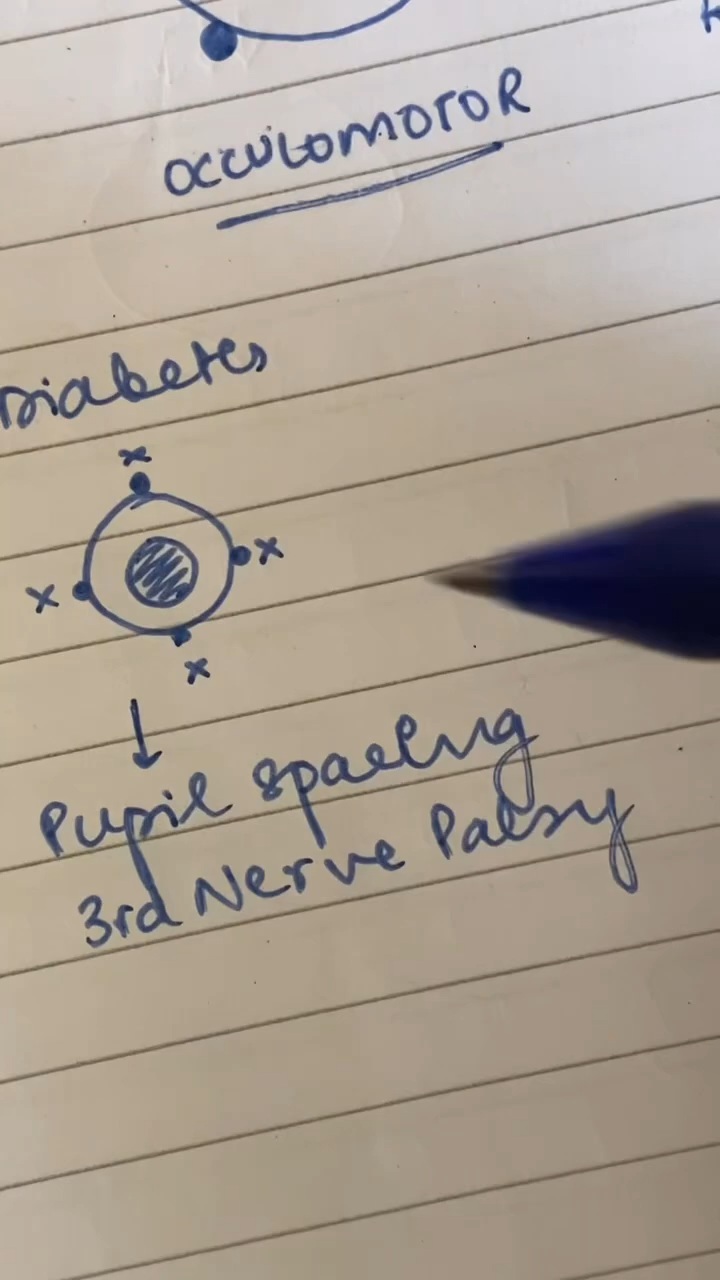 OCCULOMOTOR
Diabetes
x
x
x
x
Pupil sparing
3rd Nerve Palsy